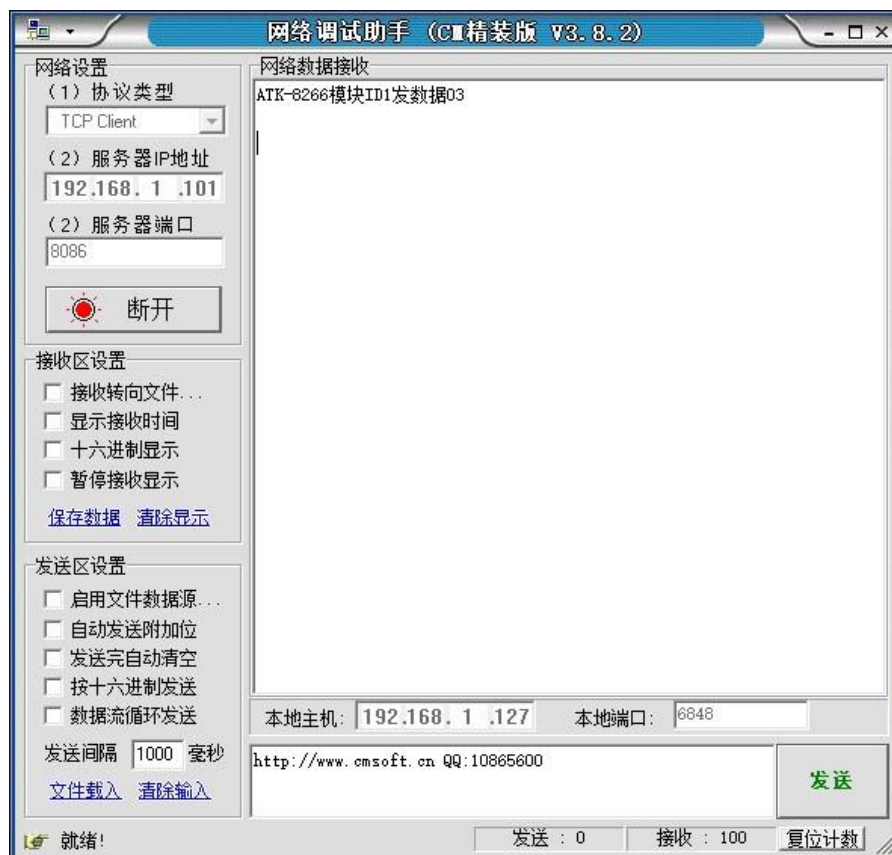 网络调试助手 (CM精装版 V3.8.2)
网络设置
(1) 协议类型
TCP Client
(2) 服务器IP地址
192.168. 1 .101
(2) 服务器端口
8086
断开
接收区设置
接收转向文件...
显示接收时间
十六进制显示
暂停接收显示
保存数据 清除显示
发送区设置
启用文件数据源...
自动发送附加位
发送完自动清空
按十六进制发送
数据流循环发送
发送间隔 1000 毫秒
文件载入 清除输入
网络数据接收
ATK-8266模块ID1发数据03
本地主机: 192.168. 1 .127 本地端口: 6848
http://www.cmsoft.cn QQ:10865600
发送
就绪!
发送 : 0 接收 : 100 复位计数